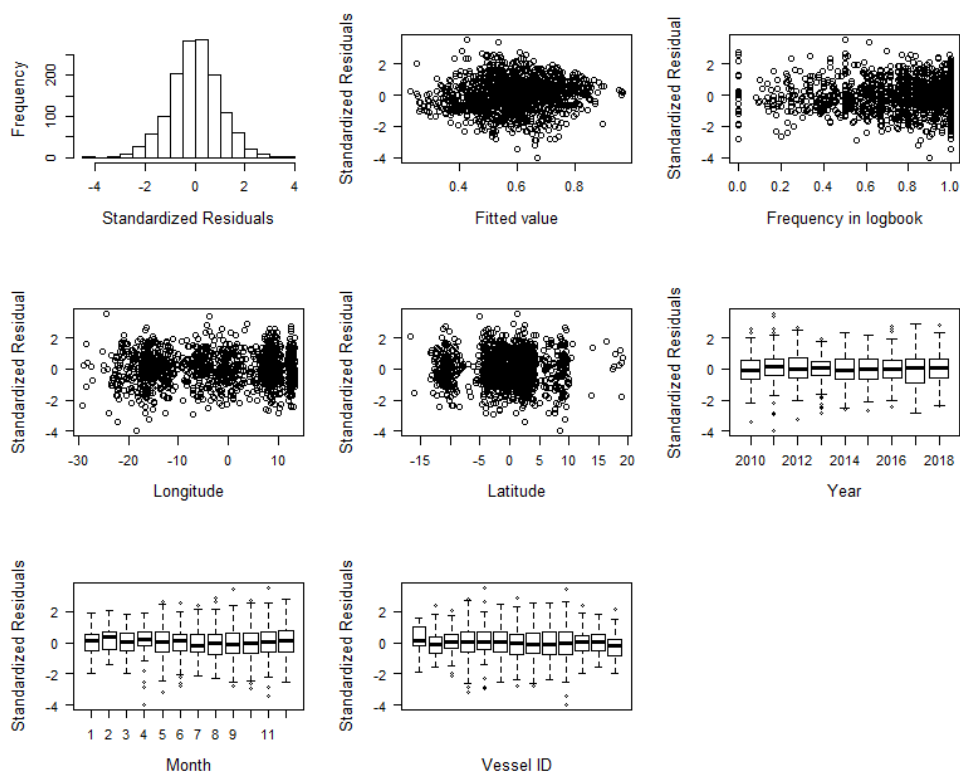 Frequency
0 100 200
-4 -2 0 2 4
Standardized Residuals
Standardized Residuals
-4 -2 0 2
0.4 0.6 0.8
Fitted value
Standardized Residuals
-4 -2 0 2
0.0 0.2 0.4 0.6 0.8 1.0
Frequency in logbook
Standardized Residual
-4 -2 0 2
-30 -20 -10 0 10
Longitude
Standardized Residual
-4 -2 0 2
-15 -5 0 5 10 15 20
Latitude
Standardized Residuals
-4 -2 0 2
2010 2012 2014 2016 2018
Year
Standardized Residuals
-4 -2 0 2
1 2 3 4 5 6 7 8 9 11
Month
Standardized Residuals
-4 -2 0 2
Vessel ID